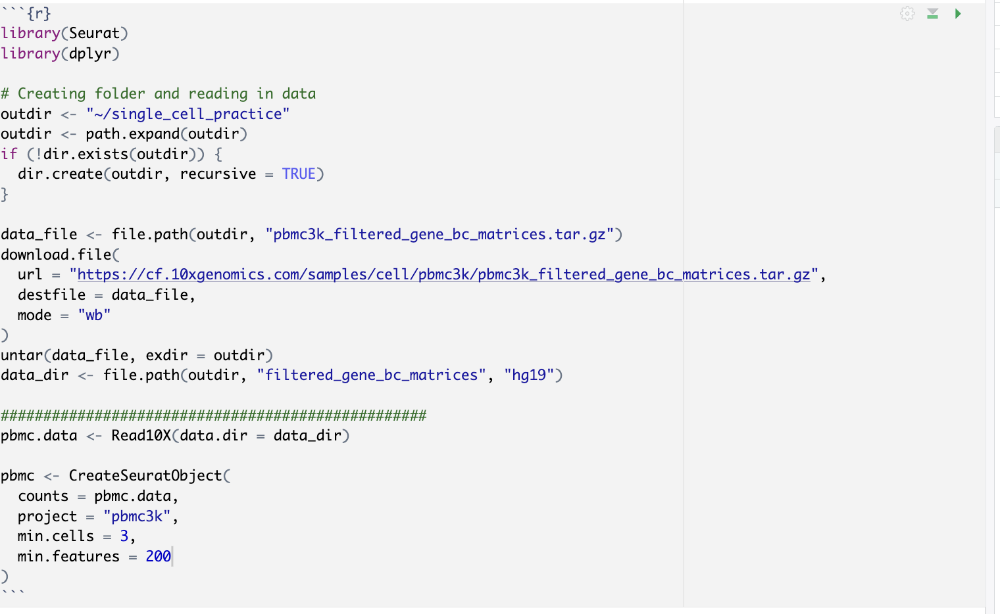 ```{r}
library(Seurat)
library(dplyr)

# Creating folder and reading in data
outdir <- "~/single_cell_practice"
outdir <- path.expand(outdir)
if (!dir.exists(outdir)) {
  dir.create(outdir, recursive = TRUE)
}

data_file <- file.path(outdir, "pbmc3k_filtered_gene_bc_matrices.tar.gz")
download.file(
  url = "https://cf.10xgenomics.com/samples/cell/pbmc3k/pbmc3k_filtered_gene_bc_matrices.tar.gz",
  destfile = data_file,
  mode = "wb"
)
untar(data_file, exdir = outdir)
data_dir <- file.path(outdir, "filtered_gene_bc_matrices", "hg19")

##################################################
pbmc.data <- Read10X(data.dir = data_dir)

pbmc <- CreateSeuratObject(
  counts = pbmc.data,
  project = "pbmc3k",
  min.cells = 3,
  min.features = 200
)
```